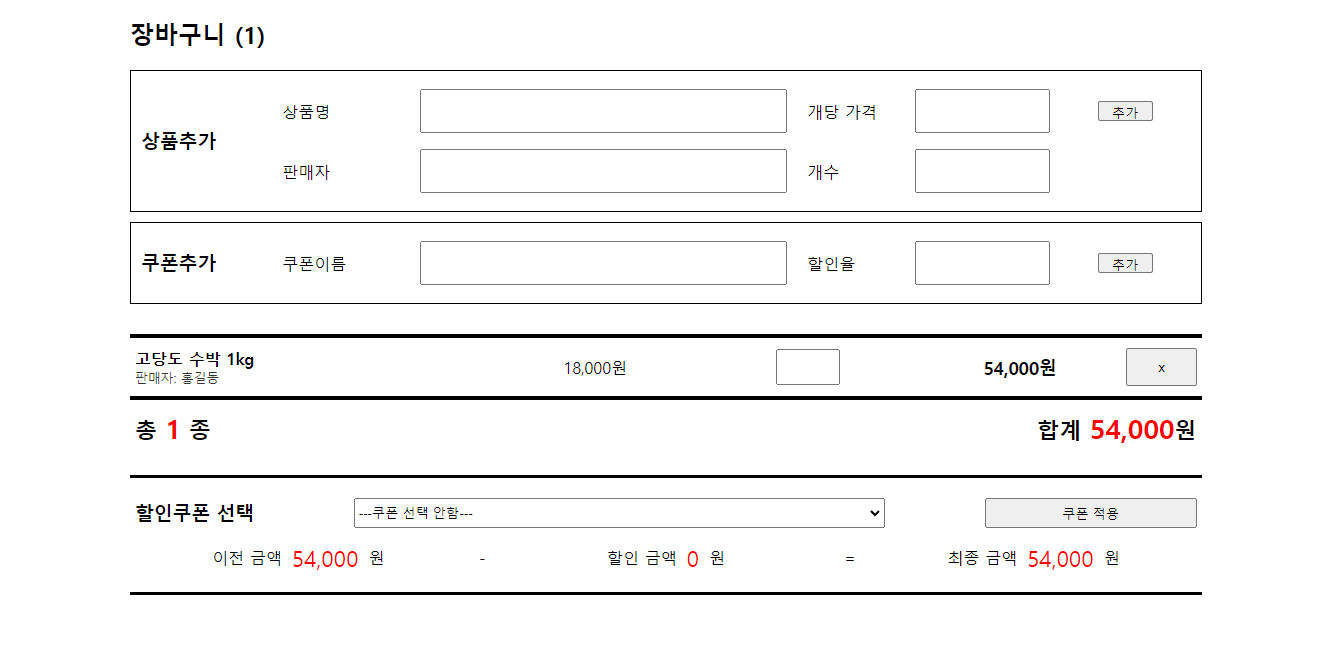 장바구니 (1)
상품추가
상품명 개당 가격 추가
판매자 개수
쿠폰추가 쿠폰이름 할인율 추가
고당도 수박 1kg
판매자: 홍길동
18,000원 54,000원 x
총 1 종 합계 54,000원
할인쿠폰 선택 ---쿠폰 선택 안함--- 쿠폰 적용
이전 금액 54,000 원 - 할인 금액 0 원 = 최종 금액 54,000 원